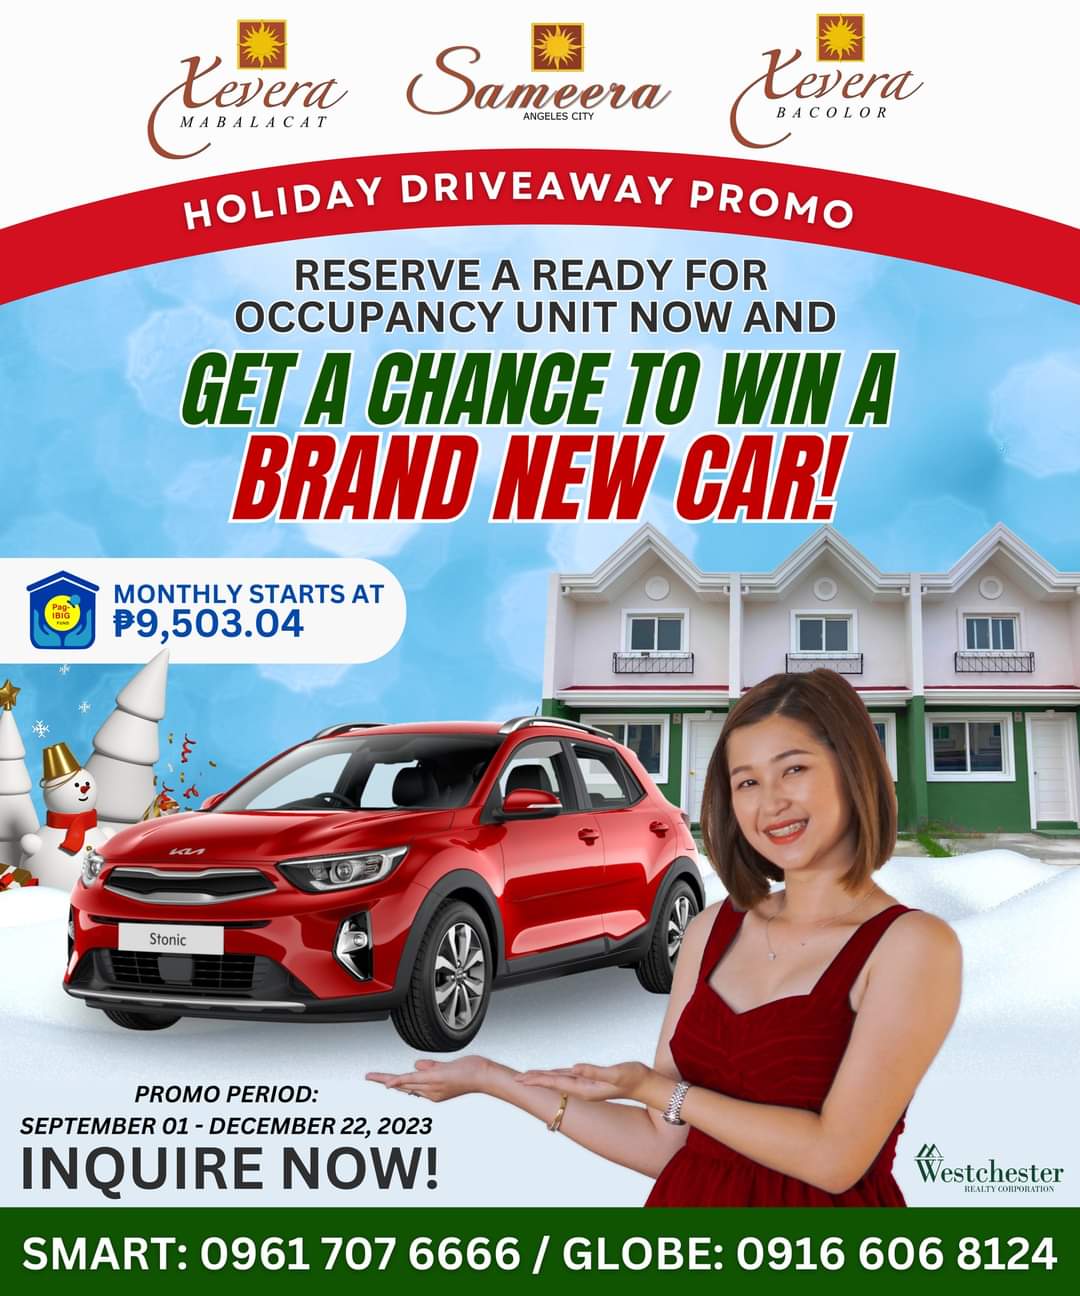 Xevera
MABALACAT
Sameera
ANGELES CITY
Xevera
BACOLOR
HOLIDAY DRIVEAWAY PROMO
RESERVE A READY FOR
OCCUPANCY UNIT NOW AND
GET A CHANCE TO WIN A
BRAND NEW CAR!
Pag-
IBIG
FUND
MONTHLY STARTS AT
₱9,503.04
KIA
Stonic
PROMO PERIOD:
SEPTEMBER 01 - DECEMBER 22, 2023
INQUIRE NOW!
Westchester
REALTY CORPORATION
SMART: 0961 707 6666 / GLOBE: 0916 606 8124